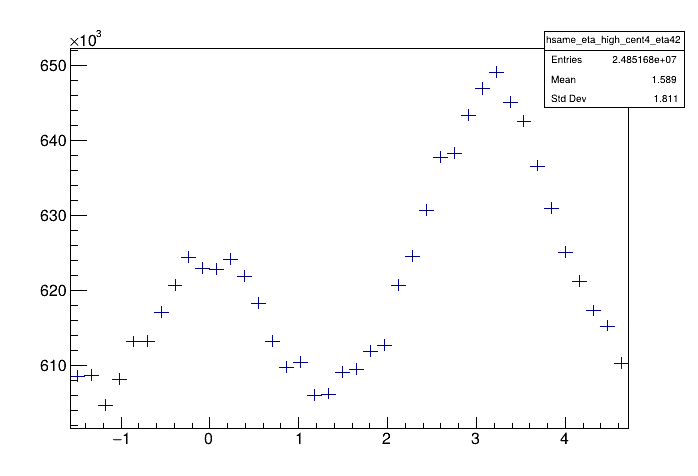 ×10³
hsame_eta_high_cent4_eta42
Entries 2.485168e+07
Mean 1.589
Std Dev 1.811
650
640
630
620
610
−1 0 1 2 3 4